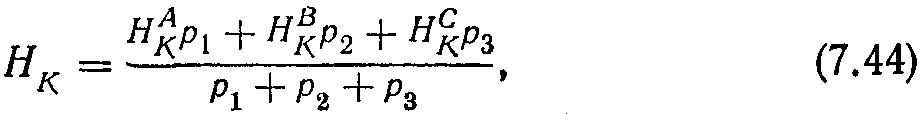 H_K = \frac{H_K^A p_1 + H_K^B p_2 + H_K^C p_3}{p_1 + p_2 + p_3}, (7.44)